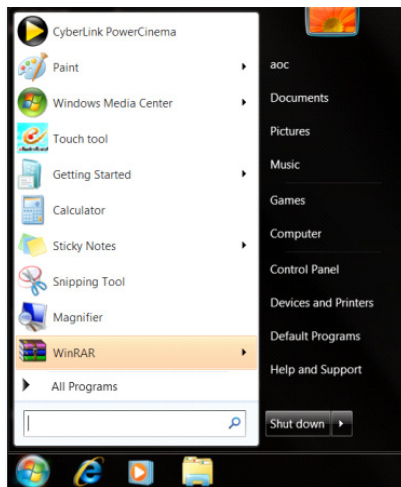 CyberLink PowerCinema
Paint
Windows Media Center
Touch tool
Getting Started
Calculator
Sticky Notes
Snipping Tool
Magnifier
WinRAR
All Programs
aoc
Documents
Pictures
Music
Games
Computer
Control Panel
Devices and Printers
Default Programs
Help and Support
Shut down